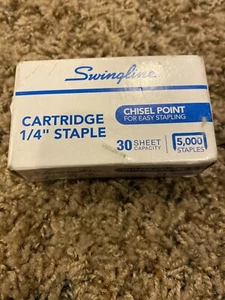 Swingline
CHISEL POINT
FOR EASY STAPLING
CARTRIDGE
1/4" STAPLE
30 SHEET
CAPACITY
5,000
STAPLES